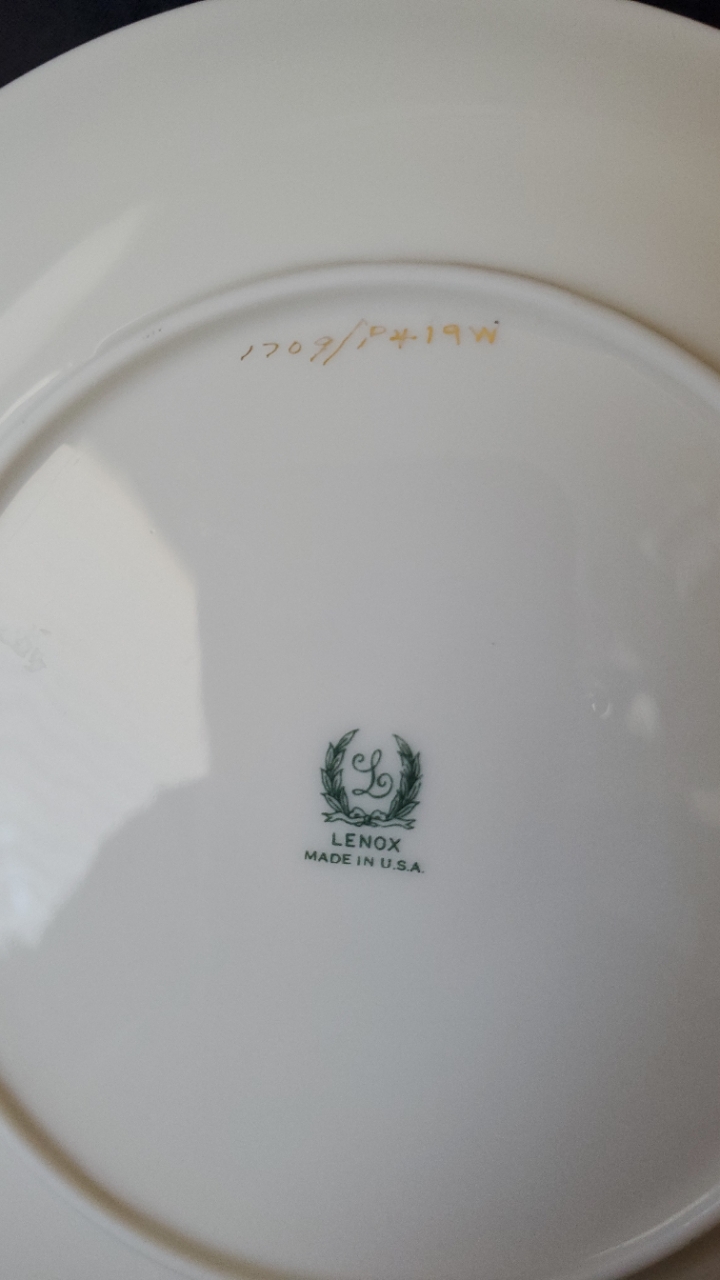 1709/P419W
L
LENOX
MADE IN U.S.A.